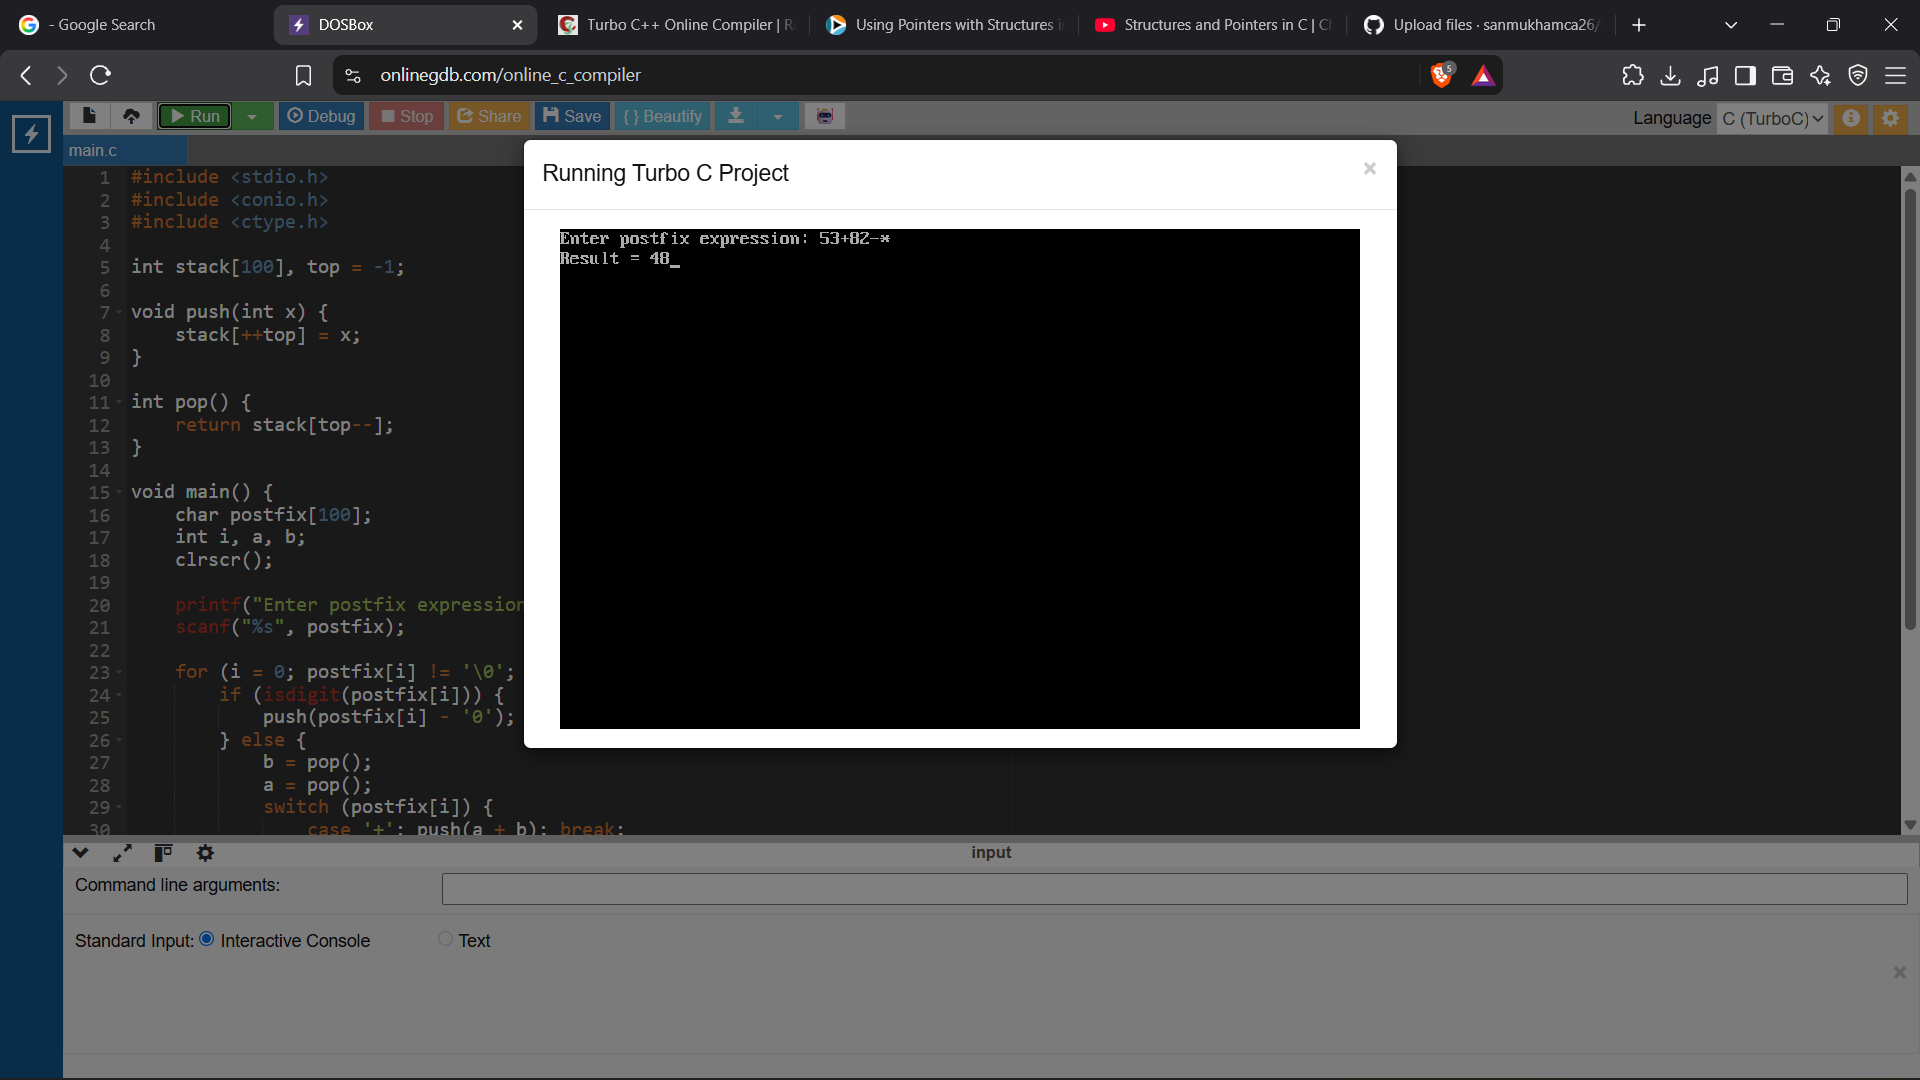 - Google Search
DOSBox
Turbo C++ Online Compiler | R
Using Pointers with Structures i
Structures and Pointers in C | C
Upload files · sanmukhamca26/
onlinegdb.com/online_c_compiler
5
Run
Debug
Stop
Share
Save
{ } Beautify
Language C (TurboC)
main.c
1 #include <stdio.h>
2 #include <conio.h>
3 #include <ctype.h>
4
5 int stack[100], top = -1;
6
7 void push(int x) {
8 stack[++top] = x;
9 }
10
11 int pop() {
12 return stack[top--];
13 }
14
15 void main() {
16 char postfix[100];
17 int i, a, b;
18 clrscr();
19
20 printf("Enter postfix expression
21 scanf("%s", postfix);
22
23 for (i = 0; postfix[i] != '\0';
24 if (isdigit(postfix[i])) {
25 push(postfix[i] - '0');
26 } else {
27 b = pop();
28 a = pop();
29 switch (postfix[i]) {
30 case '+': push(a + b); break;
Running Turbo C Project
Enter postfix expression: 53+82-*
Result = 48_
input
Command line arguments:
Standard Input: Interactive Console Text